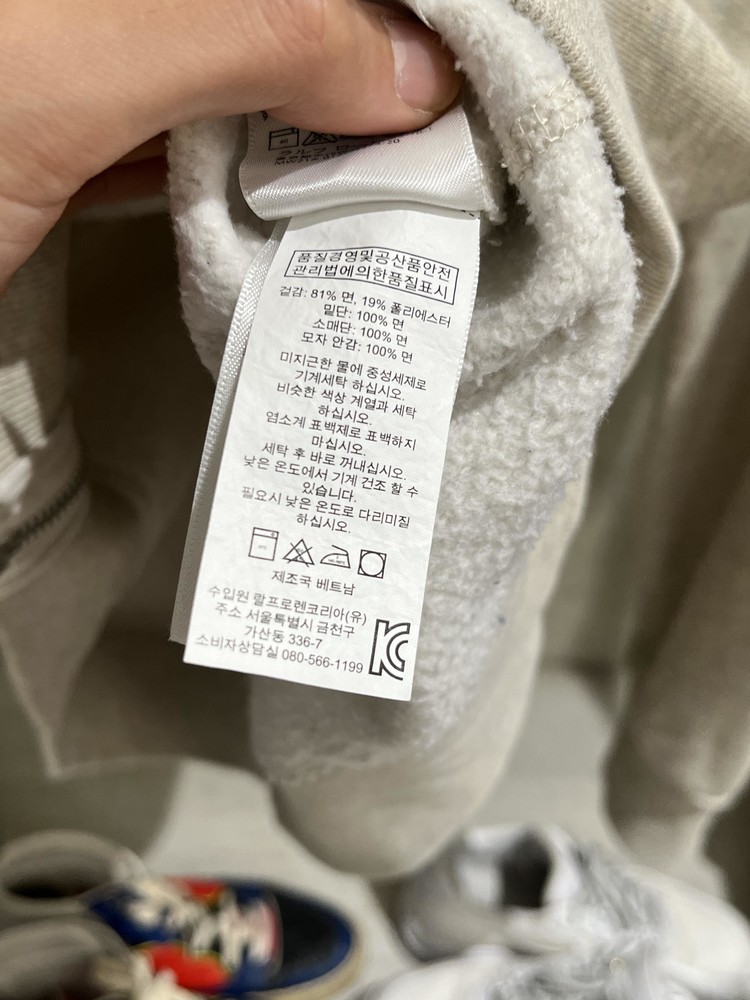 품질경영및공산품안전
관리법에의한품질표시
겉감: 81% 면, 19% 폴리에스터
밑단: 100% 면
소매단: 100% 면
모자 안감: 100% 면
미지근한 물에 중성세제로
기계세탁 하십시오.
비슷한 색상 계열과 세탁
하십시오.
염소계 표백제로 표백하지
마십시오.
세탁 후 바로 꺼내십시오.
낮은 온도에서 기계 건조 할 수
있습니다.
필요시 낮은 온도로 다리미질
하십시오.
제조국 베트남
수입원 랄프로렌코리아(유)
주소 서울특별시 금천구
가산동 336-7
소비자상담실 080-566-1199